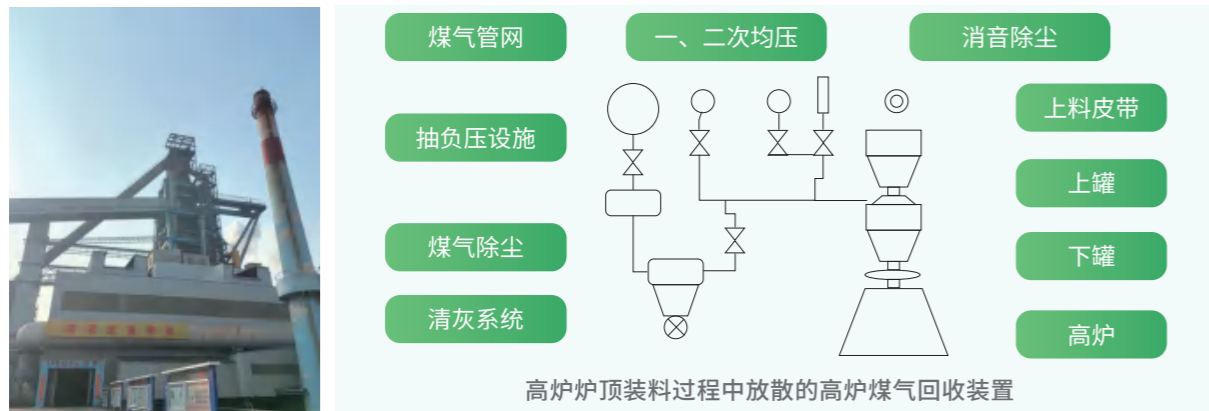 煤气管网
一、二次均压
消音除尘
抽负压设施
上料皮带
上罐
煤气除尘
下罐
清灰系统
高炉
高炉炉顶装料过程中放散的高炉煤气回收装置